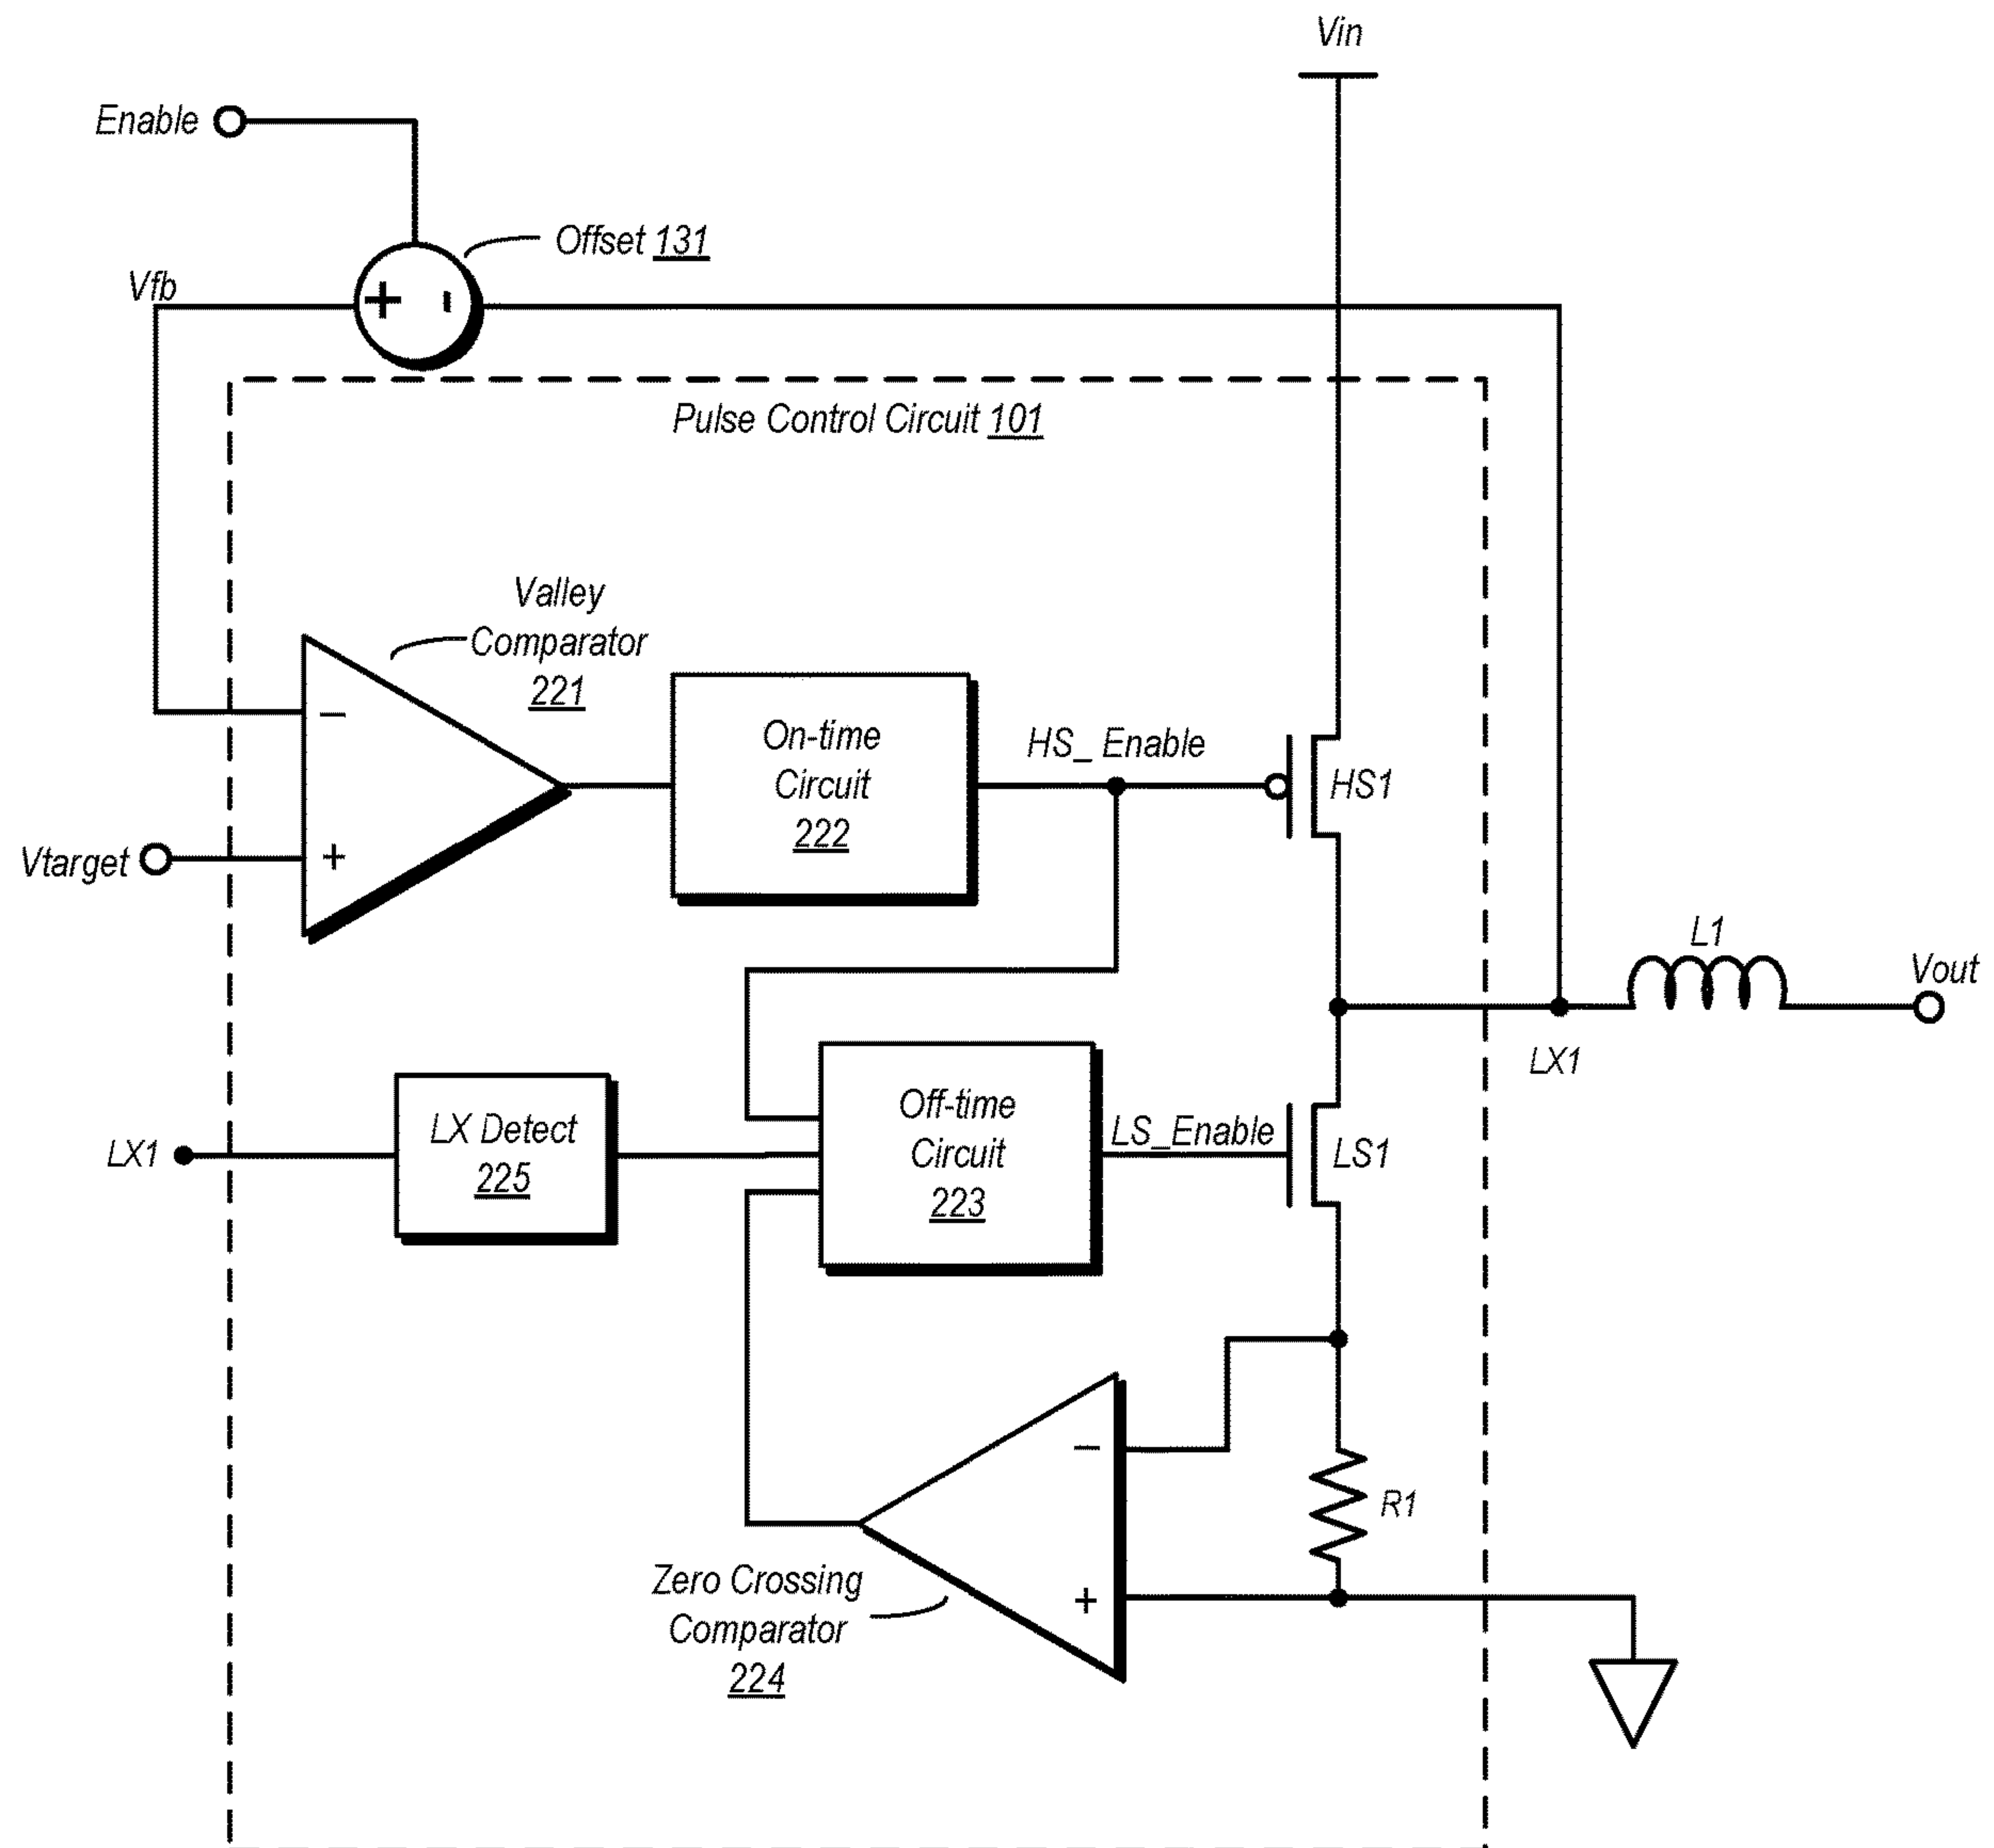 Vin
Enable
Offset 131
Vfb
+ -
Pulse Control Circuit 101
Valley
Comparator
221
−
+
Vtarget
On-time
Circuit
222
HS_ Enable
HS1
L1
Vout
LX1
LX1
LX Detect
225
Off-time
Circuit
223
LS_Enable
LS1
−
+
R1
Zero Crossing
Comparator
224